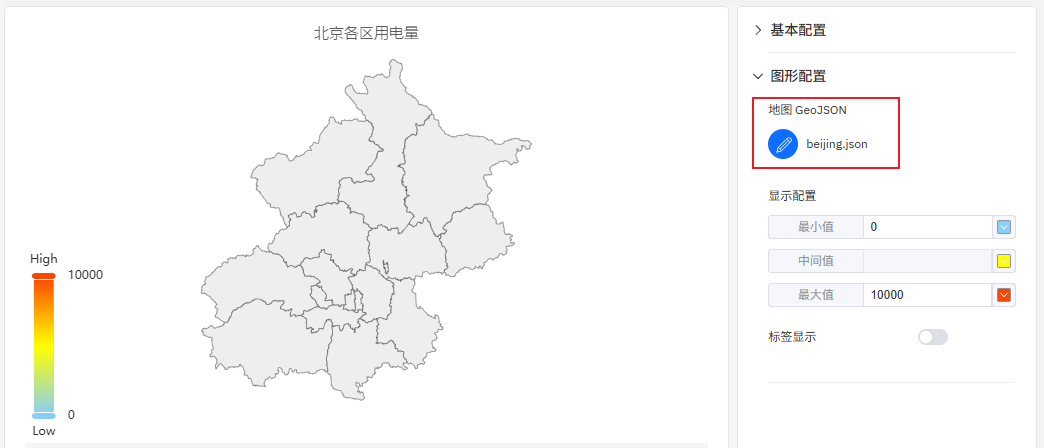 北京各区用电量
High
10000
0
Low
基本配置
图形配置
地图 GeoJSON
beijing.json
显示配置
最小值 0
中间值
最大值 10000
标签显示